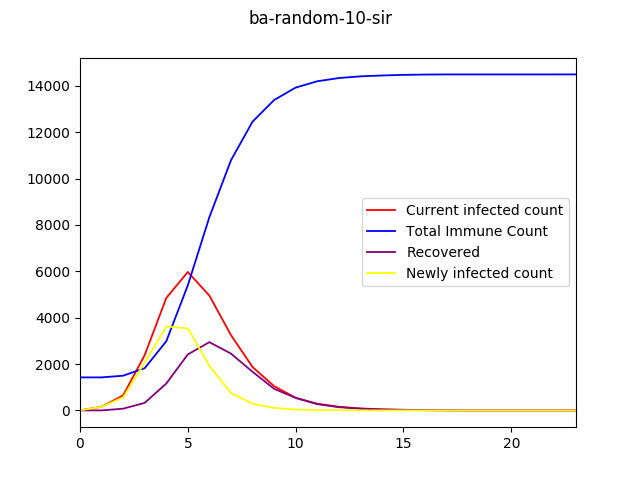 ba-random-10-sir
14000
12000
10000
8000
6000
4000
2000
0
Current infected count
Total Immune Count
Recovered
Newly infected count
0 5 10 15 20